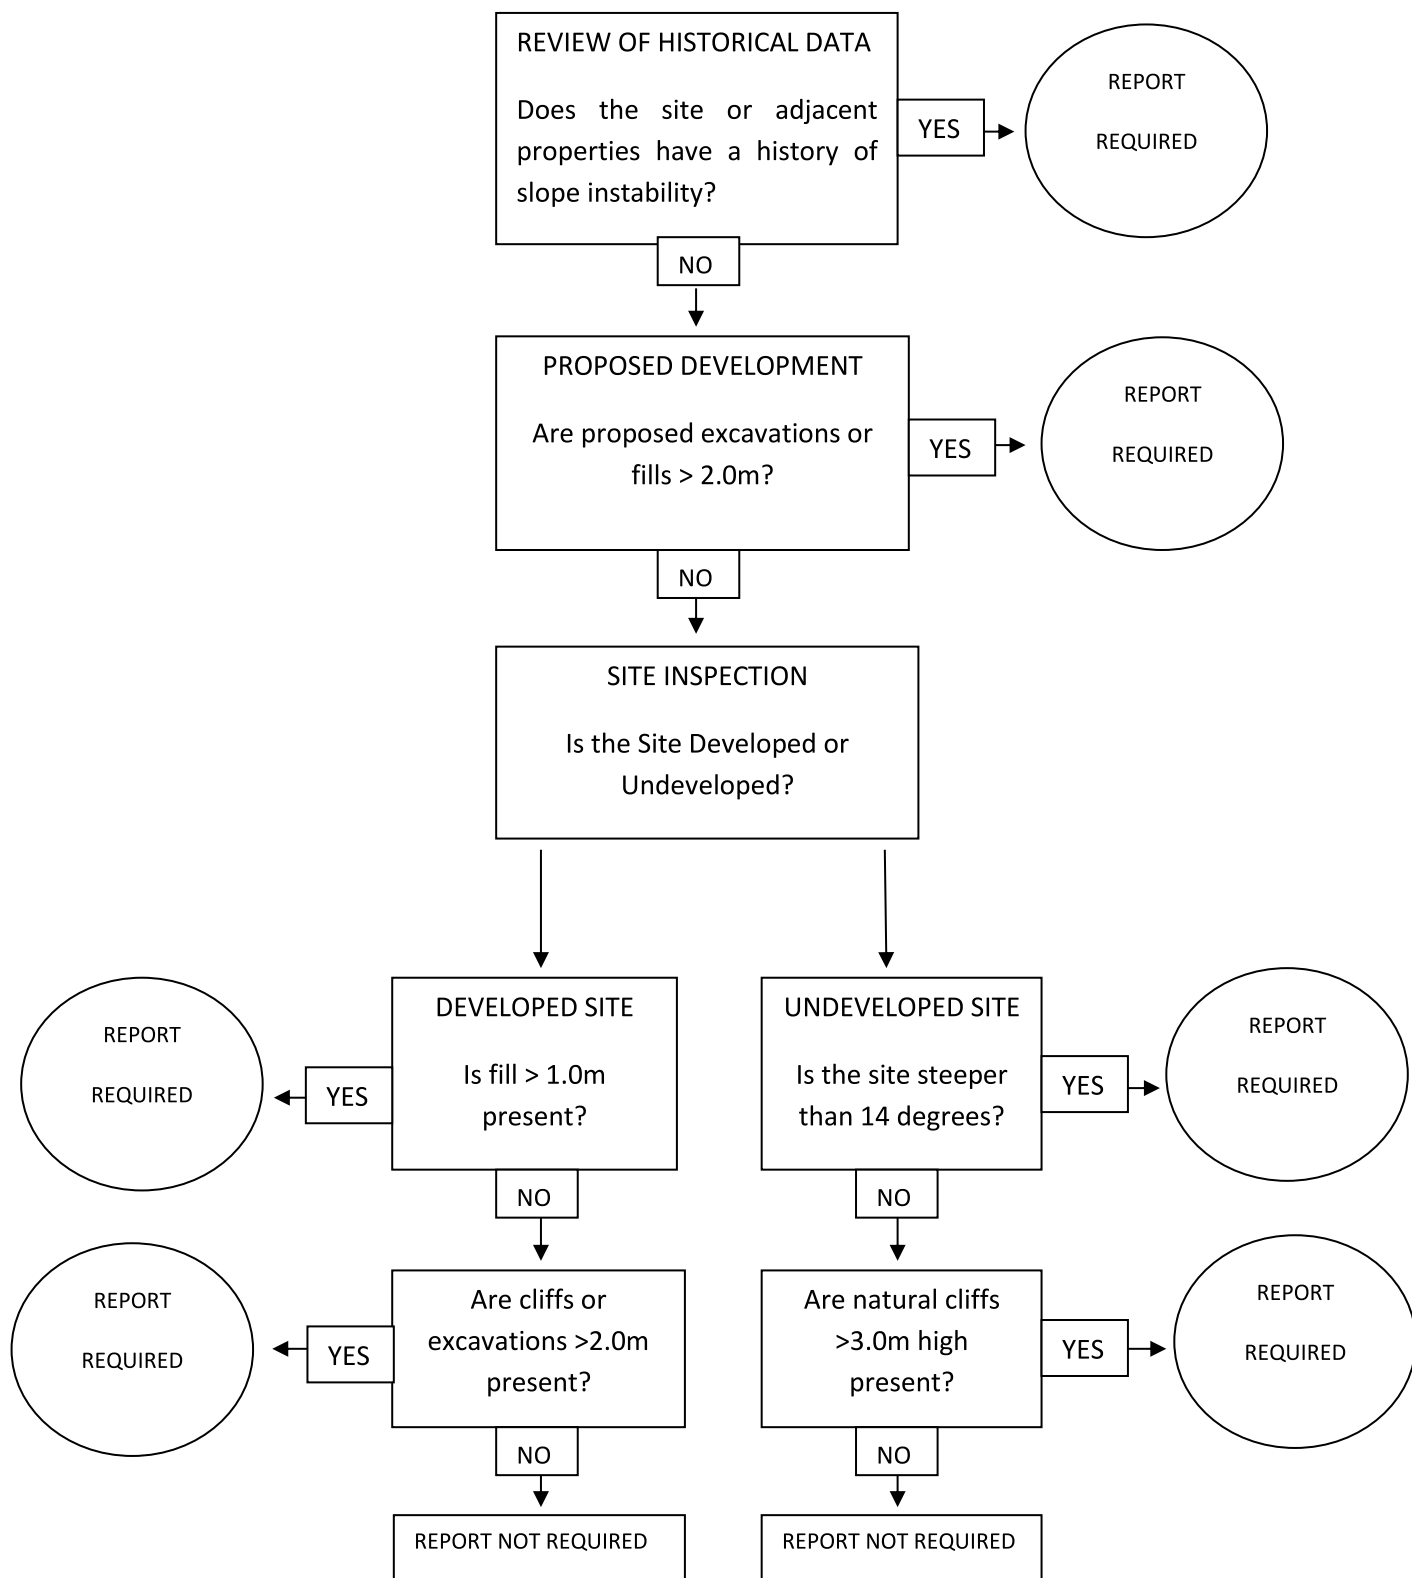 REVIEW OF HISTORICAL DATA
Does the site or adjacent
properties have a history of
slope instability?
YES
REPORT
REQUIRED
NO
PROPOSED DEVELOPMENT
Are proposed excavations or
fills > 2.0m?
YES
REPORT
REQUIRED
NO
SITE INSPECTION
Is the Site Developed or
Undeveloped?
DEVELOPED SITE
Is fill > 1.0m
present?
YES
REPORT
REQUIRED
NO
UNDEVELOPED SITE
Is the site steeper
than 14 degrees?
YES
REPORT
REQUIRED
NO
Are cliffs or
excavations >2.0m
present?
YES
REPORT
REQUIRED
NO
Are natural cliffs
>3.0m high
present?
YES
REPORT
REQUIRED
NO
REPORT NOT REQUIRED
REPORT NOT REQUIRED